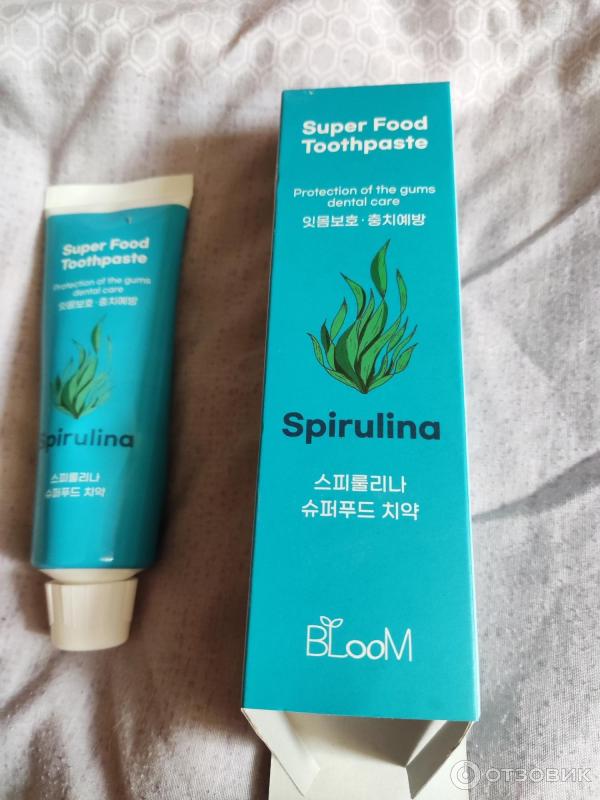 Super Food
Toothpaste
Protection of the gums
dental care
잇몸보호·충치예방
Spirulina
스피룰리나
슈퍼푸드 치약
Super Food
Toothpaste
Protection of the gums
dental care
잇몸보호·충치예방
Spirulina
스피룰리나
슈퍼푸드 치약
BLooM
ОТЗОВИК